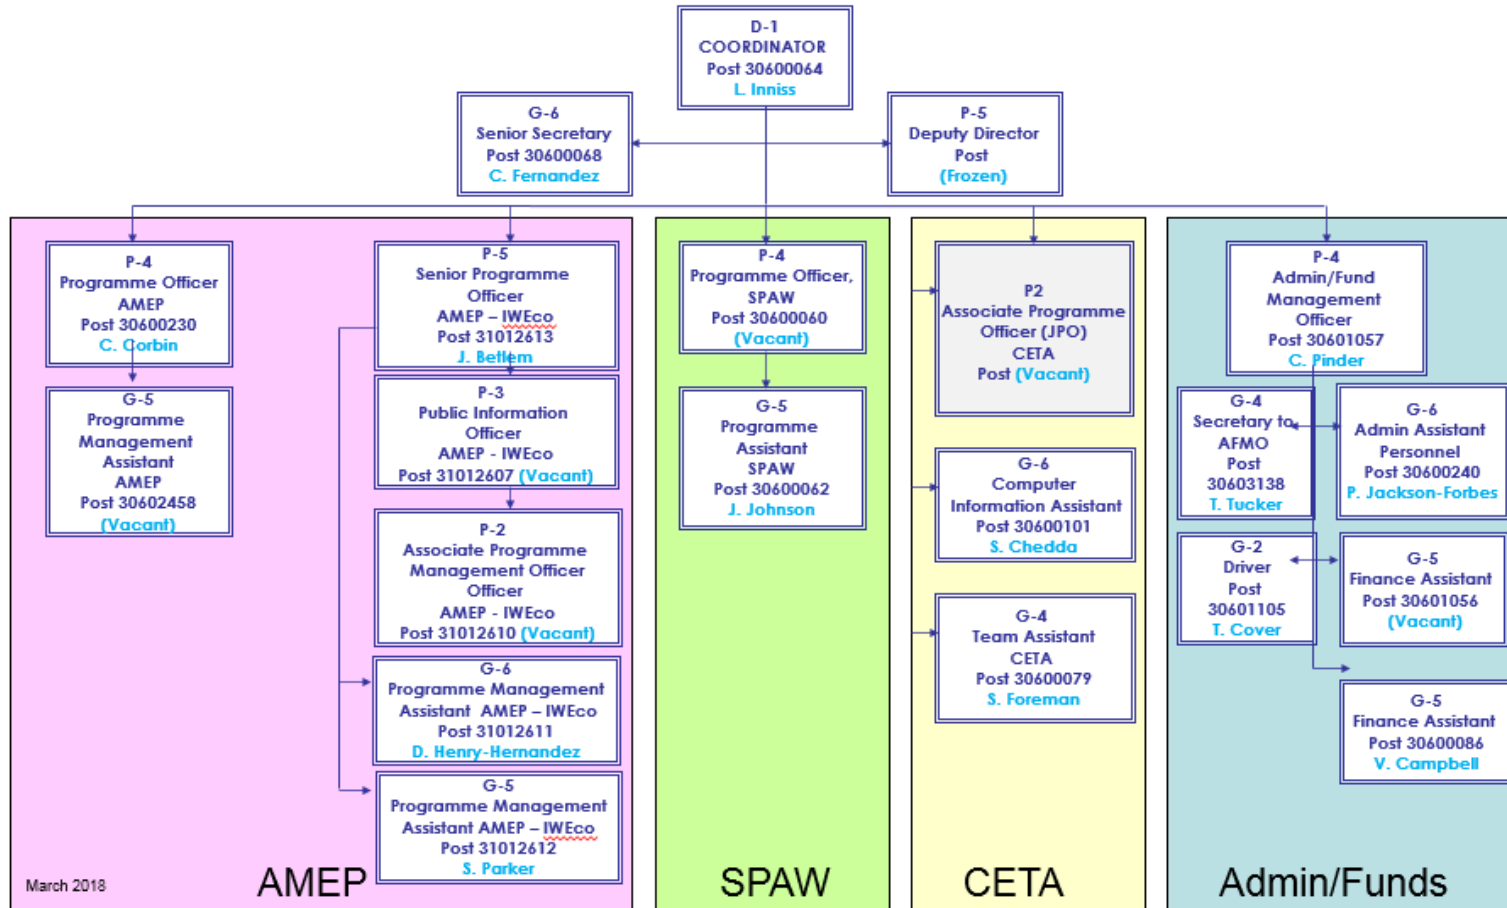 D-1
COORDINATOR
Post 30600064
L. Inniss
G-6
Senior Secretary
Post 30600068
C. Fernandez
P-5
Deputy Director
Post
(Frozen)
P-4
Programme Officer
AMEP
Post 30600230
C. Corbin
G-5
Programme
Management
Assistant
AMEP
Post 30602458
(Vacant)
P-5
Senior Programme
Officer
AMEP – IWEco
Post 31012613
J. Betlem
P-3
Public Information
Officer
AMEP - IWEco
Post 31012607 (Vacant)
P-2
Associate Programme
Management Officer
Officer
AMEP - IWEco
Post 31012610 (Vacant)
G-6
Programme Management
Assistant AMEP – IWEco
Post 31012611
D. Henry-Hernandez
G-5
Programme Management
Assistant AMEP – IWEco
Post 31012612
S. Parker
March 2018
AMEP
P-4
Programme Officer,
SPAW
Post 30600060
(Vacant)
G-5
Programme
Assistant
SPAW
Post 30600062
J. Johnson
SPAW
P2
Associate Programme
Officer (JPO)
CETA
Post (Vacant)
G-6
Computer
Information Assistant
Post 30600101
S. Chedda
G-4
Team Assistant
CETA
Post 30600079
S. Foreman
CETA
P-4
Admin/Fund
Management
Officer
Post 30601057
C. Pinder
G-4
Secretary to
AFMO
Post
30603138
T. Tucker
G-6
Admin Assistant
Personnel
Post 30600240
P. Jackson-Forbes
G-2
Driver
Post
30601105
T. Cover
G-5
Finance Assistant
Post 30601056
(Vacant)
G-5
Finance Assistant
Post 30600086
V. Campbell
Admin/Funds